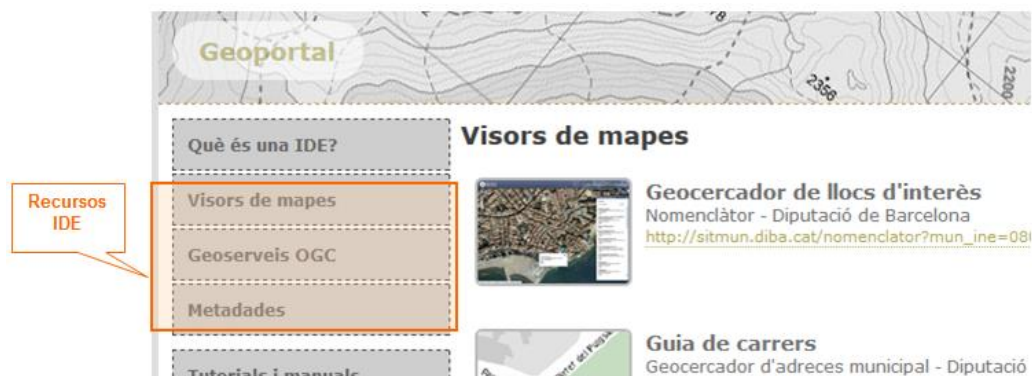 Geoportal
2356
2200
Què és una IDE?
Visors de mapes
Geoserveis OGC
Metadades
Tutorials i manuals
Recursos
IDE
Visors de mapes
Geocercador de llocs d'interès
Nomenclàtor - Diputació de Barcelona
http://sitmun.diba.cat/nomenclator?mun_ine=08
Guia de carrers
Geocercador d'adreces municipal - Diputació